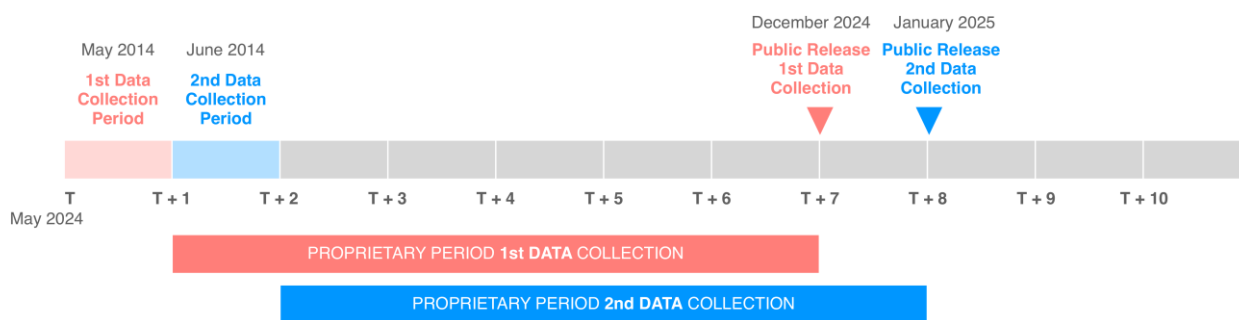 December 2024
January 2025
May 2014
June 2014
Public Release
1st Data
Collection
Public Release
2nd Data
Collection
1st Data
Collection
Period
2nd Data
Collection
Period
T
T + 1
T + 2
T + 3
T + 4
T + 5
T + 6
T + 7
T + 8
T + 9
T + 10
May 2024
PROPRIETARY PERIOD 1st DATA COLLECTION
PROPRIETARY PERIOD 2nd DATA COLLECTION